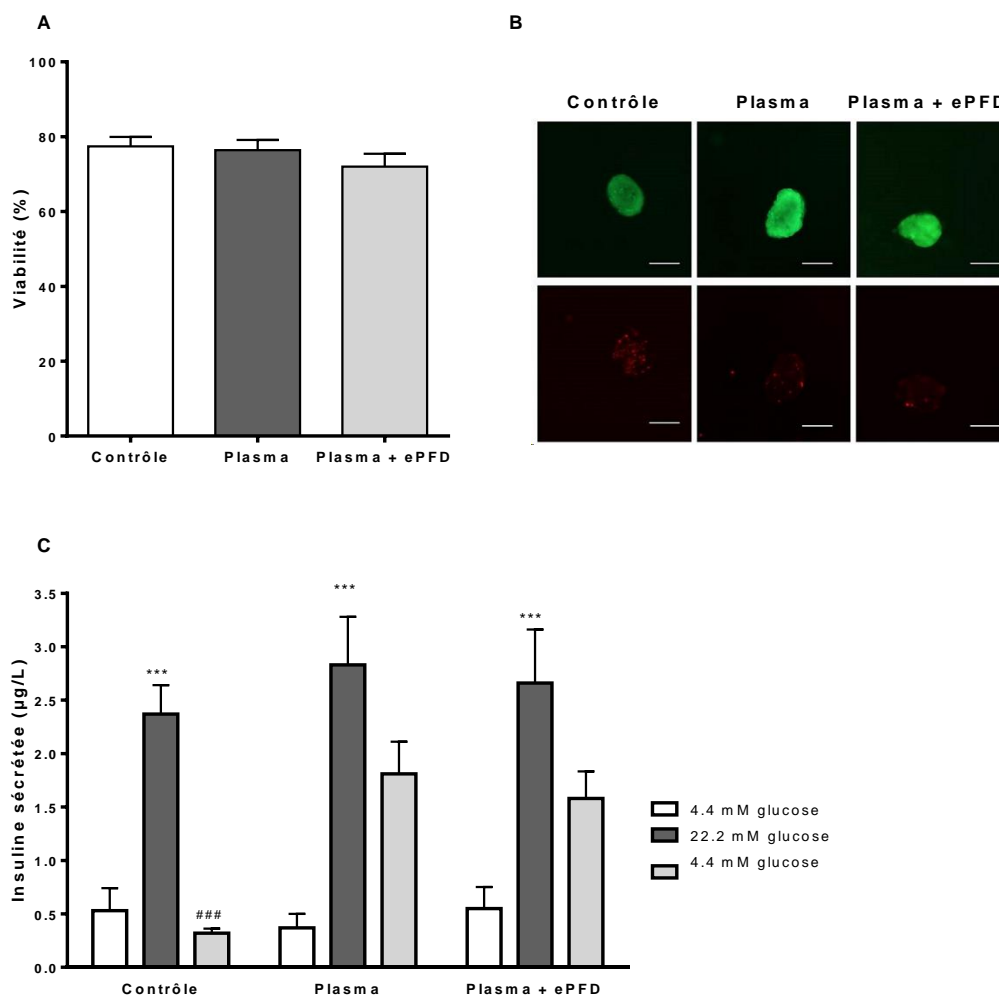 A
B
100
80
60
40
20
0
Viabilité (%)
Contrôle
Plasma
Plasma + ePFD
Contrôle
Plasma
Plasma + ePFD
C
3.5
3.0
2.5
2.0
1.5
1.0
0.5
0.0
Insuline sécrétée (µg/L)
***
###
***
***
Contrôle
Plasma
Plasma + ePFD
4.4 mM glucose
22.2 mM glucose
4.4 mM glucose